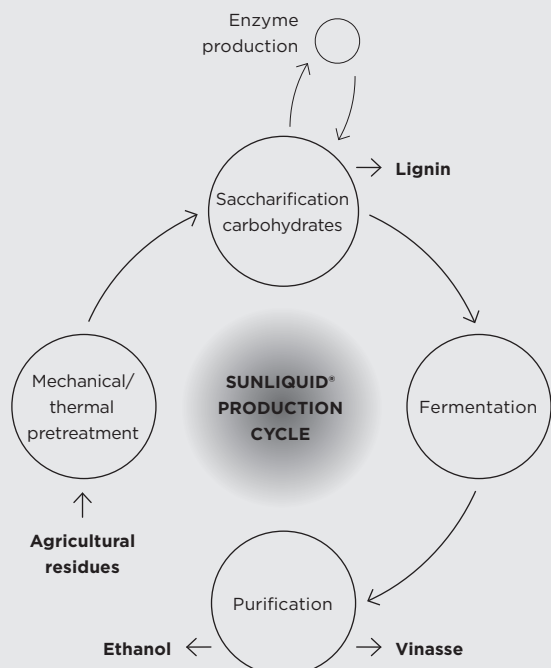 Enzyme
production
Saccharification
carbohydrates
Lignin
Mechanical/
thermal
pretreatment
SUNLIQUID®
PRODUCTION
CYCLE
Fermentation
Agricultural
residues
Purification
Ethanol
Vinasse